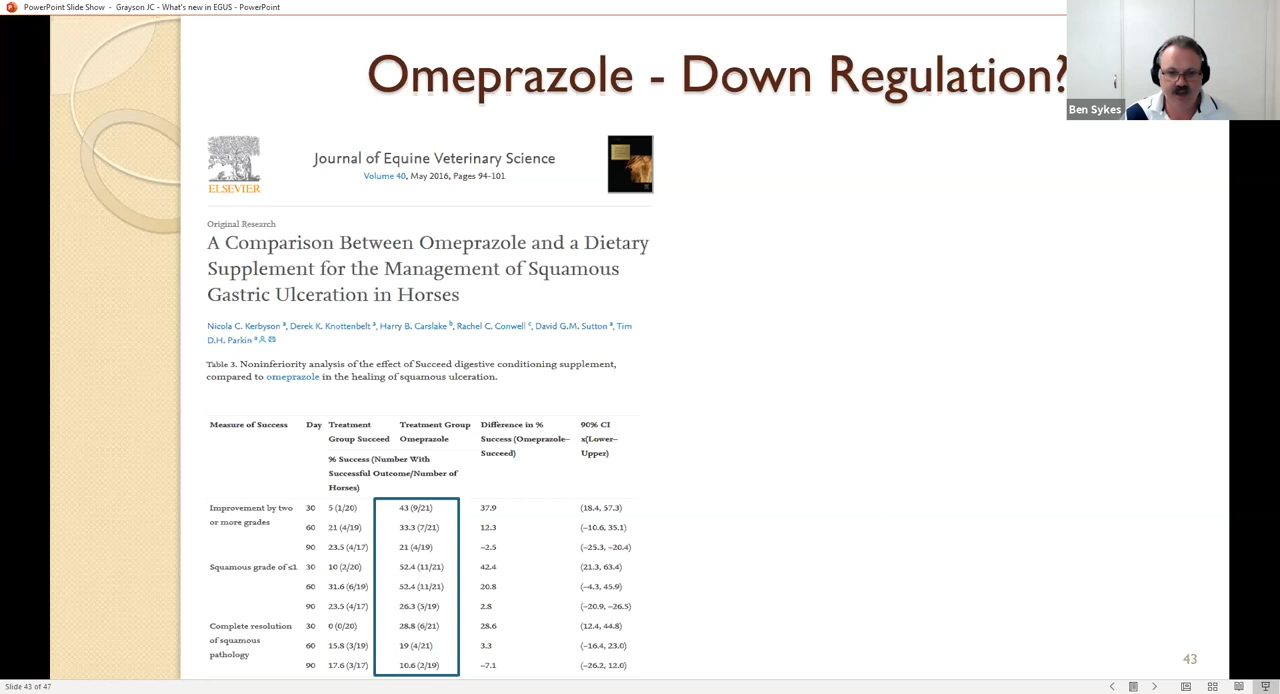 PowerPoint Slide Show - Grayson JC - What's new in EGUS - PowerPoint
Omeprazole - Down Regulation?
Ben Sykes
ELSEVIER
Journal of Equine Veterinary Science
Volume 40, May 2016, Pages 94-101
Original Research
A Comparison Between Omeprazole and a Dietary
Supplement for the Management of Squamous
Gastric Ulceration in Horses
Nicola C. Kerbyson a, Derek K. Knottenbelt a, Harry B. Carslake b, Rachel C. Conwell c, David G.M. Sutton a, Tim
D.H. Parkin a
Table 3. Noninferiority analysis of the effect of Succeed digestive conditioning supplement,
compared to omeprazole in the healing of squamous ulceration.
Measure of Success Day Treatment Treatment Group Difference in % 90% CI
Group Succeed Omeprazole Success (Omeprazole– x(Lower–
Succeed) Upper)
% Success (Number With
Successful Outcome/Number of
Horses)
Improvement by two 30 5 (1/20) 43 (9/21) 37.9 (18.4, 57.3)
or more grades 60 21 (4/19) 33.3 (7/21) 12.3 (–10.6, 35.1)
90 23.5 (4/17) 21 (4/19) –2.5 (–25.3, –20.4)
Squamous grade of ≤1 30 10 (2/20) 52.4 (11/21) 42.4 (21.3, 63.4)
60 31.6 (6/19) 52.4 (11/21) 20.8 (–4.3, 45.9)
90 23.5 (4/17) 26.3 (5/19) 2.8 (–20.9, –26.5)
Complete resolution 30 0 (0/20) 28.8 (6/21) 28.6 (12.4, 44.8)
of squamous 60 15.8 (3/19) 19 (4/21) 3.3 (–16.4, 23.0)
pathology 90 17.6 (3/17) 10.6 (2/19) –7.1 (–26.2, 12.0)
43
Slide 43 of 47